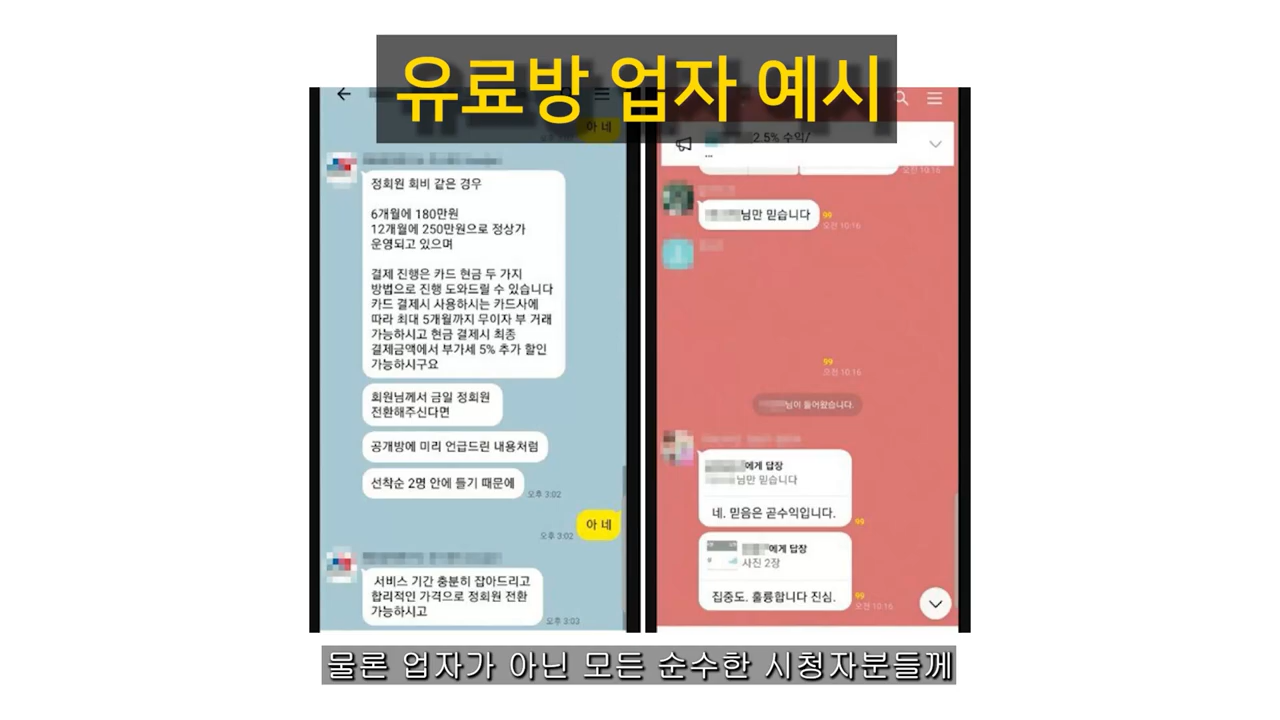 유료방 업자 예시
아 네
정회원 회비 같은 경우
6개월에 180만원
12개월에 250만원으로 정상가
운영되고 있으며
결제 진행은 카드 현금 두 가지
방법으로 진행 도와드릴 수 있습니다
카드 결제시 사용하시는 카드사에
따라 최대 5개월까지 무이자 부 거래
가능하시고 현금 결제시 최종
결제금액에서 부가세 5% 추가 할인
가능하시구요
회원님께서 금일 정회원
전환해주신다면
공개방에 미리 언급드린 내용처럼
선착순 2명 안에 들기 때문에
오후 3:02
아 네
오후 3:02
서비스 기간 충분히 잡아드리고
합리적인 가격으로 정회원 전환
가능하시고
오후 3:03
2.5% 수익/
...
오전 10:16
님만 믿습니다
99
오전 10:16
99
오전 10:16
님이 들어왔습니다.
에게 답장
님만 믿습니다
네. 믿음은 곧수익입니다.
99
에게 답장
사진 2장
집중도. 훌륭합니다 진심.
99
오전 10:16
물론 업자가 아닌 모든 순수한 시청자분들께